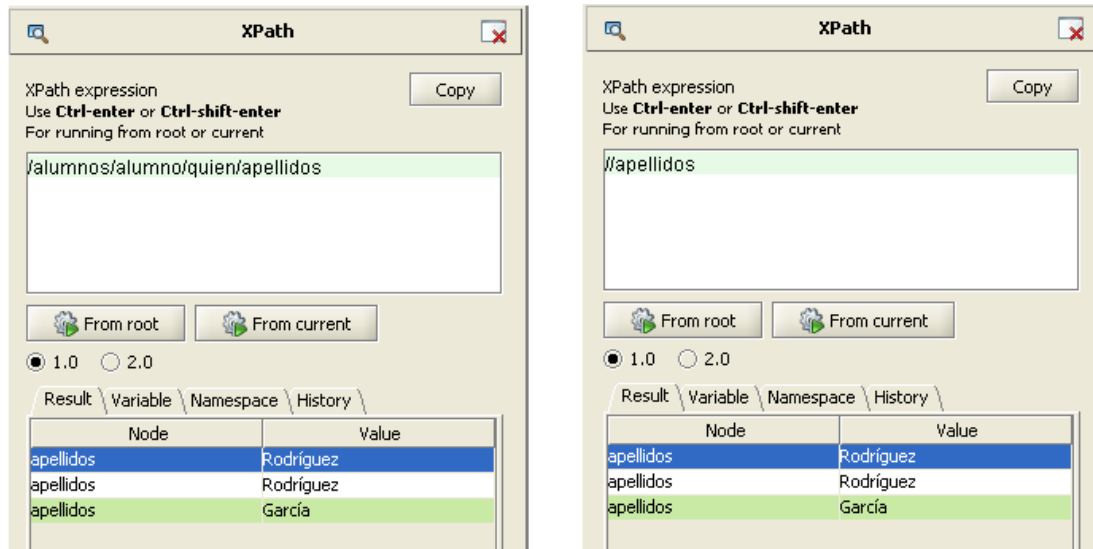 XPath
XPath expression
Copy
Use Ctrl-enter or Ctrl-shift-enter
For running from root or current
/alumnos/alumno/quien/apellidos
From root
From current
1.0
2.0
Result
Variable
Namespace
History
Node
Value
apellidos
Rodríguez
apellidos
Rodríguez
apellidos
García
XPath
XPath expression
Copy
Use Ctrl-enter or Ctrl-shift-enter
For running from root or current
//apellidos
From root
From current
1.0
2.0
Result
Variable
Namespace
History
Node
Value
apellidos
Rodríguez
apellidos
Rodríguez
apellidos
García